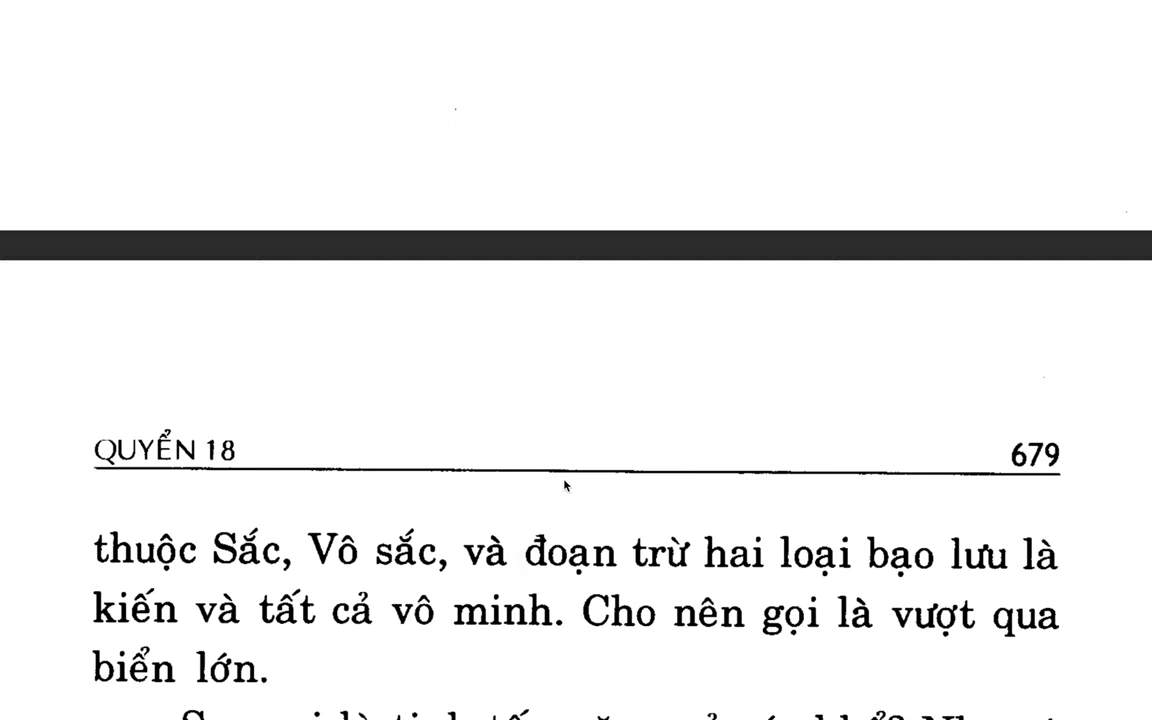 QUYỂN 18 679
thuộc Sắc, Vô sắc, và đoạn trừ hai loại bạo lưu là
kiến và tất cả vô minh. Cho nên gọi là vượt qua
biển lớn.